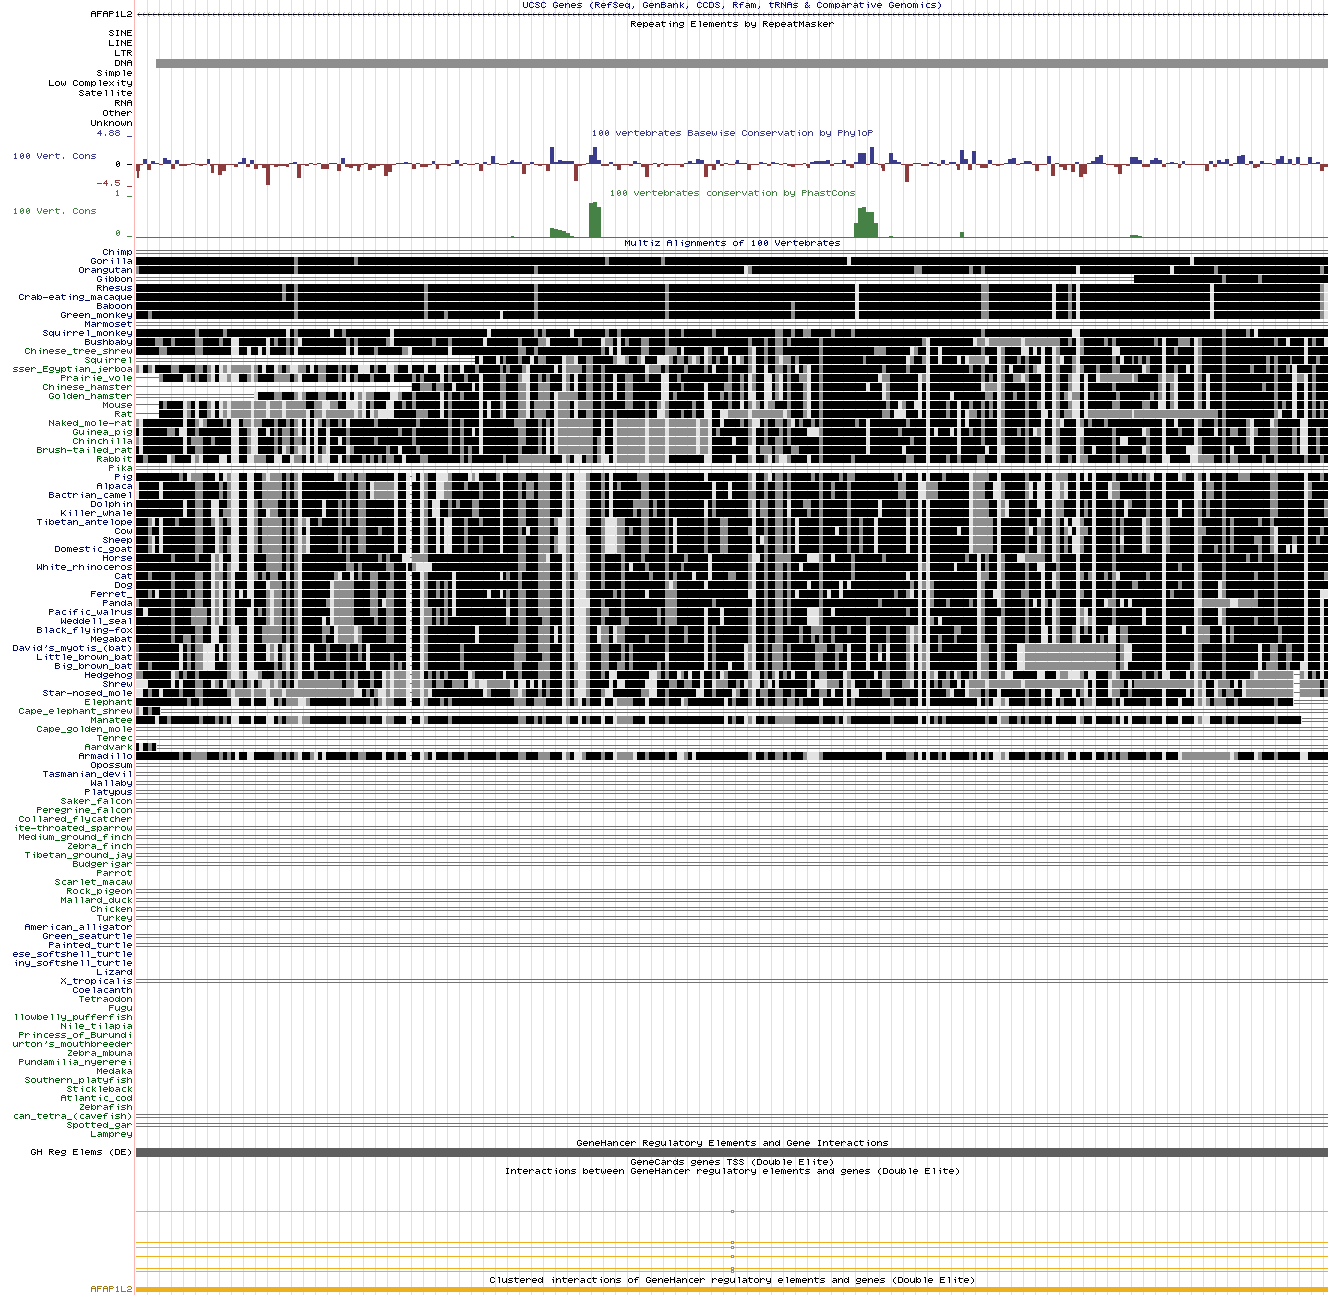 UCSC Genes (RefSeq, GenBank, CCDS, Rfam, tRNAs & Comparative Genomics)
AFAP1L2
Repeating Elements by RepeatMasker
SINE
LINE
LTR
DNA
Simple
Low Complexity
Satellite
RNA
Other
Unknown
100 vertebrates Basewise Conservation by PhyloP
4.88 _
100 Vert. Cons
0 _
-4.5 _
100 vertebrates conservation by PhastCons
1 _
100 Vert. Cons
0 _
Multiz Alignments of 100 Vertebrates
Chimp
Gorilla
Orangutan
Gibbon
Rhesus
Crab-eating_macaque
Baboon
Green_monkey
Marmoset
Squirrel_monkey
Bushbaby
Chinese_tree_shrew
Squirrel
sser_Egyptian_jerboa
Prairie_vole
Chinese_hamster
Golden_hamster
Mouse
Rat
Naked_mole-rat
Guinea_pig
Chinchilla
Brush-tailed_rat
Rabbit
Pika
Pig
Alpaca
Bactrian_camel
Dolphin
Killer_whale
Tibetan_antelope
Cow
Sheep
Domestic_goat
Horse
White_rhinoceros
Cat
Dog
Ferret_
Panda
Pacific_walrus
Weddell_seal
Black_flying-fox
Megabat
David's_myotis_(bat)
Little_brown_bat
Big_brown_bat
Hedgehog
Shrew
Star-nosed_mole
Elephant
Cape_elephant_shrew
Manatee
Cape_golden_mole
Tenrec
Aardvark
Armadillo
Opossum
Tasmanian_devil
Wallaby
Platypus
Saker_falcon
Peregrine_falcon
Collared_flycatcher
ite-throated_sparrow
Medium_ground_finch
Zebra_finch
Tibetan_ground_jay
Budgerigar
Parrot
Scarlet_macaw
Rock_pigeon
Mallard_duck
Chicken
Turkey
American_alligator
Green_seaturtle
Painted_turtle
ese_softshell_turtle
iny_softshell_turtle
Lizard
X_tropicalis
Coelacanth
Tetraodon
Fugu
llowbelly_pufferfish
Nile_tilapia
Princess_of_Burundi
urton's_mouthbreeder
Zebra_mbuna
Pundamilia_nyererei
Medaka
Southern_platyfish
Stickleback
Atlantic_cod
Zebrafish
can_tetra_(cavefish)
Spotted_gar
Lamprey
GeneHancer Regulatory Elements and Gene Interactions
GH Reg Elems (DE)
GeneCards genes TSS (Double Elite)
Interactions between GeneHancer regulatory elements and genes (Double Elite)
Clustered interactions of GeneHancer regulatory elements and genes (Double Elite)
AFAP1L2